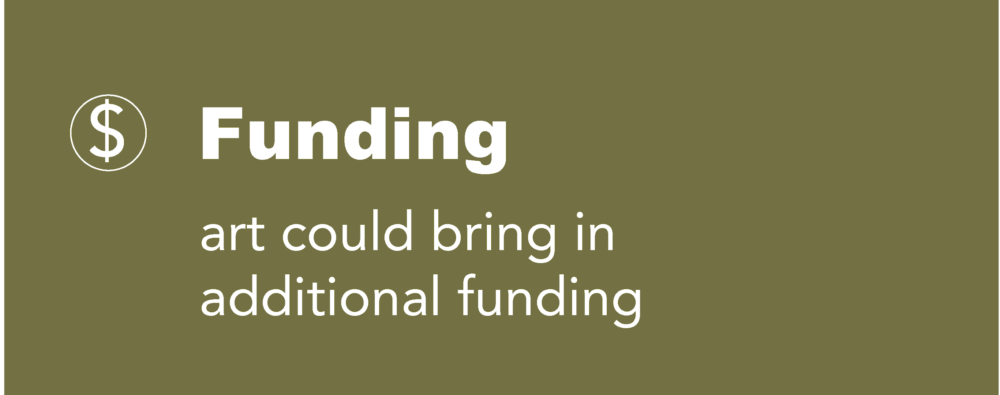 $ Funding
art could bring in
additional funding